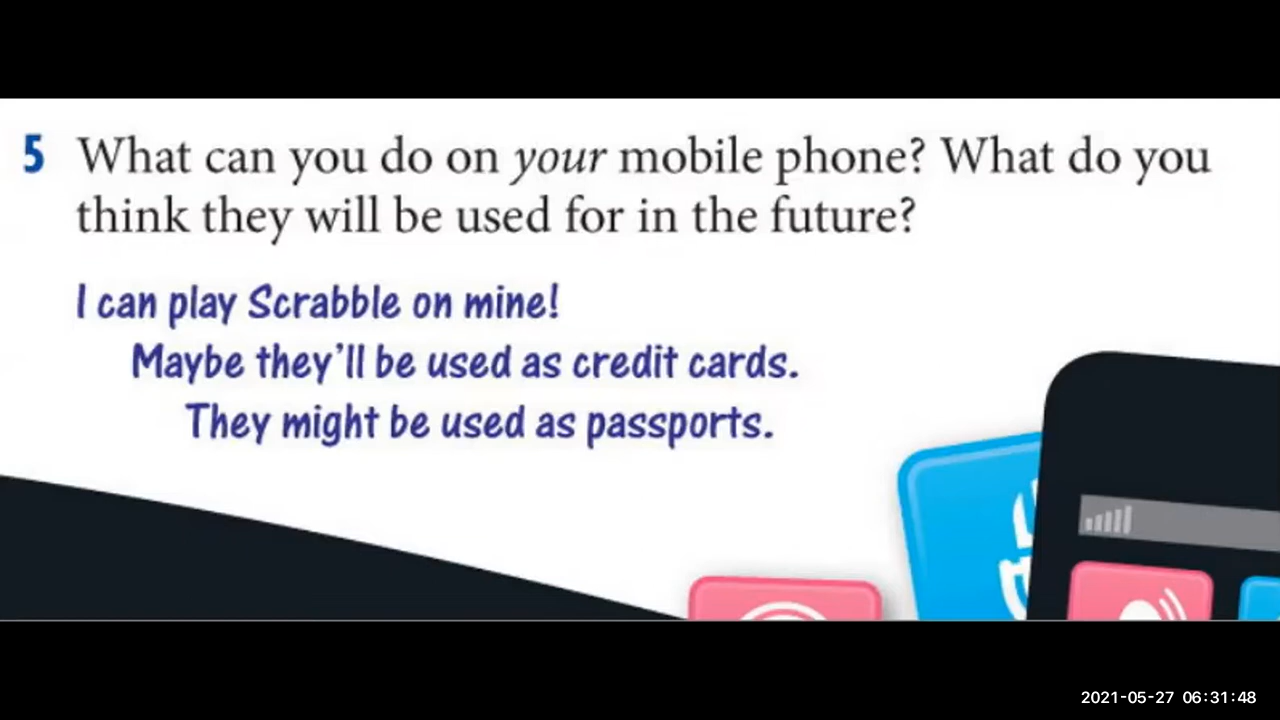 5 What can you do on your mobile phone? What do you
think they will be used for in the future?
I can play Scrabble on mine!
Maybe they'll be used as credit cards.
They might be used as passports.
2021-05-27 06:31:48